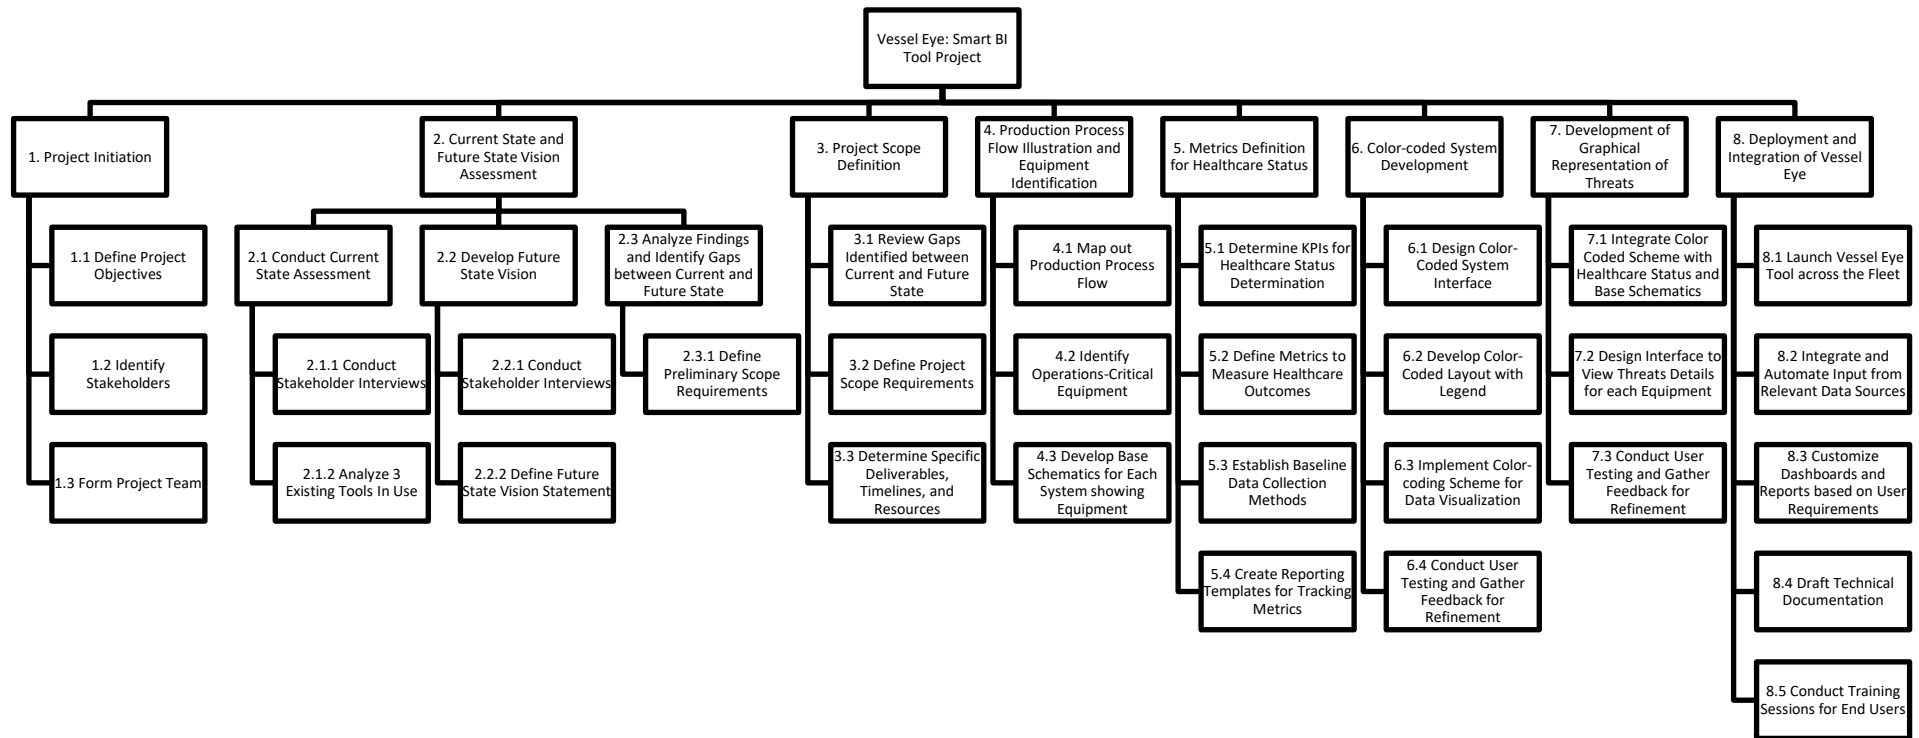 Vessel Eye: Smart BI
Tool Project
1. Project Initiation
1.1 Define Project
Objectives
1.2 Identify
Stakeholders
1.3 Form Project Team
2. Current State and
Future State Vision
Assessment
2.1 Conduct Current
State Assessment
2.1.1 Conduct
Stakeholder Interviews
2.1.2 Analyze 3
Existing Tools In Use
2.2 Develop Future
State Vision
2.2.1 Conduct
Stakeholder Interviews
2.2.2 Define Future
State Vision Statement
2.3 Analyze Findings
and Identify Gaps
between Current and
Future State
2.3.1 Define
Preliminary Scope
Requirements
3. Project Scope
Definition
3.1 Review Gaps
Identified between
Current and Future
State
3.2 Define Project
Scope Requirements
3.3 Determine Specific
Deliverables,
Timelines, and
Resources
4. Production Process
Flow Illustration and
Equipment
Identification
4.1 Map out
Production Process
Flow
4.2 Identify
Operations-Critical
Equipment
4.3 Develop Base
Schematics for Each
System showing
Equipment
5. Metrics Definition
for Healthcare Status
5.1 Determine KPIs for
Healthcare Status
Determination
5.2 Define Metrics to
Measure Healthcare
Outcomes
5.3 Establish Baseline
Data Collection
Methods
5.4 Create Reporting
Templates for Tracking
Metrics
6. Color-coded System
Development
6.1 Design Color-
Coded System
Interface
6.2 Develop Color-
Coded Layout with
Legend
6.3 Implement Color-
coding Scheme for
Data Visualization
6.4 Conduct User
Testing and Gather
Feedback for
Refinement
7. Development of
Graphical
Representation of
Threats
7.1 Integrate Color
Coded Scheme with
Healthcare Status and
Base Schematics
7.2 Design Interface to
View Threats Details
for each Equipment
7.3 Conduct User
Testing and Gather
Feedback for
Refinement
8. Deployment and
Integration of Vessel
Eye
8.1 Launch Vessel Eye
Tool across the Fleet
8.2 Integrate and
Automate Input from
Relevant Data Sources
8.3 Customize
Dashboards and
Reports based on User
Requirements
8.4 Draft Technical
Documentation
8.5 Conduct Training
Sessions for End Users